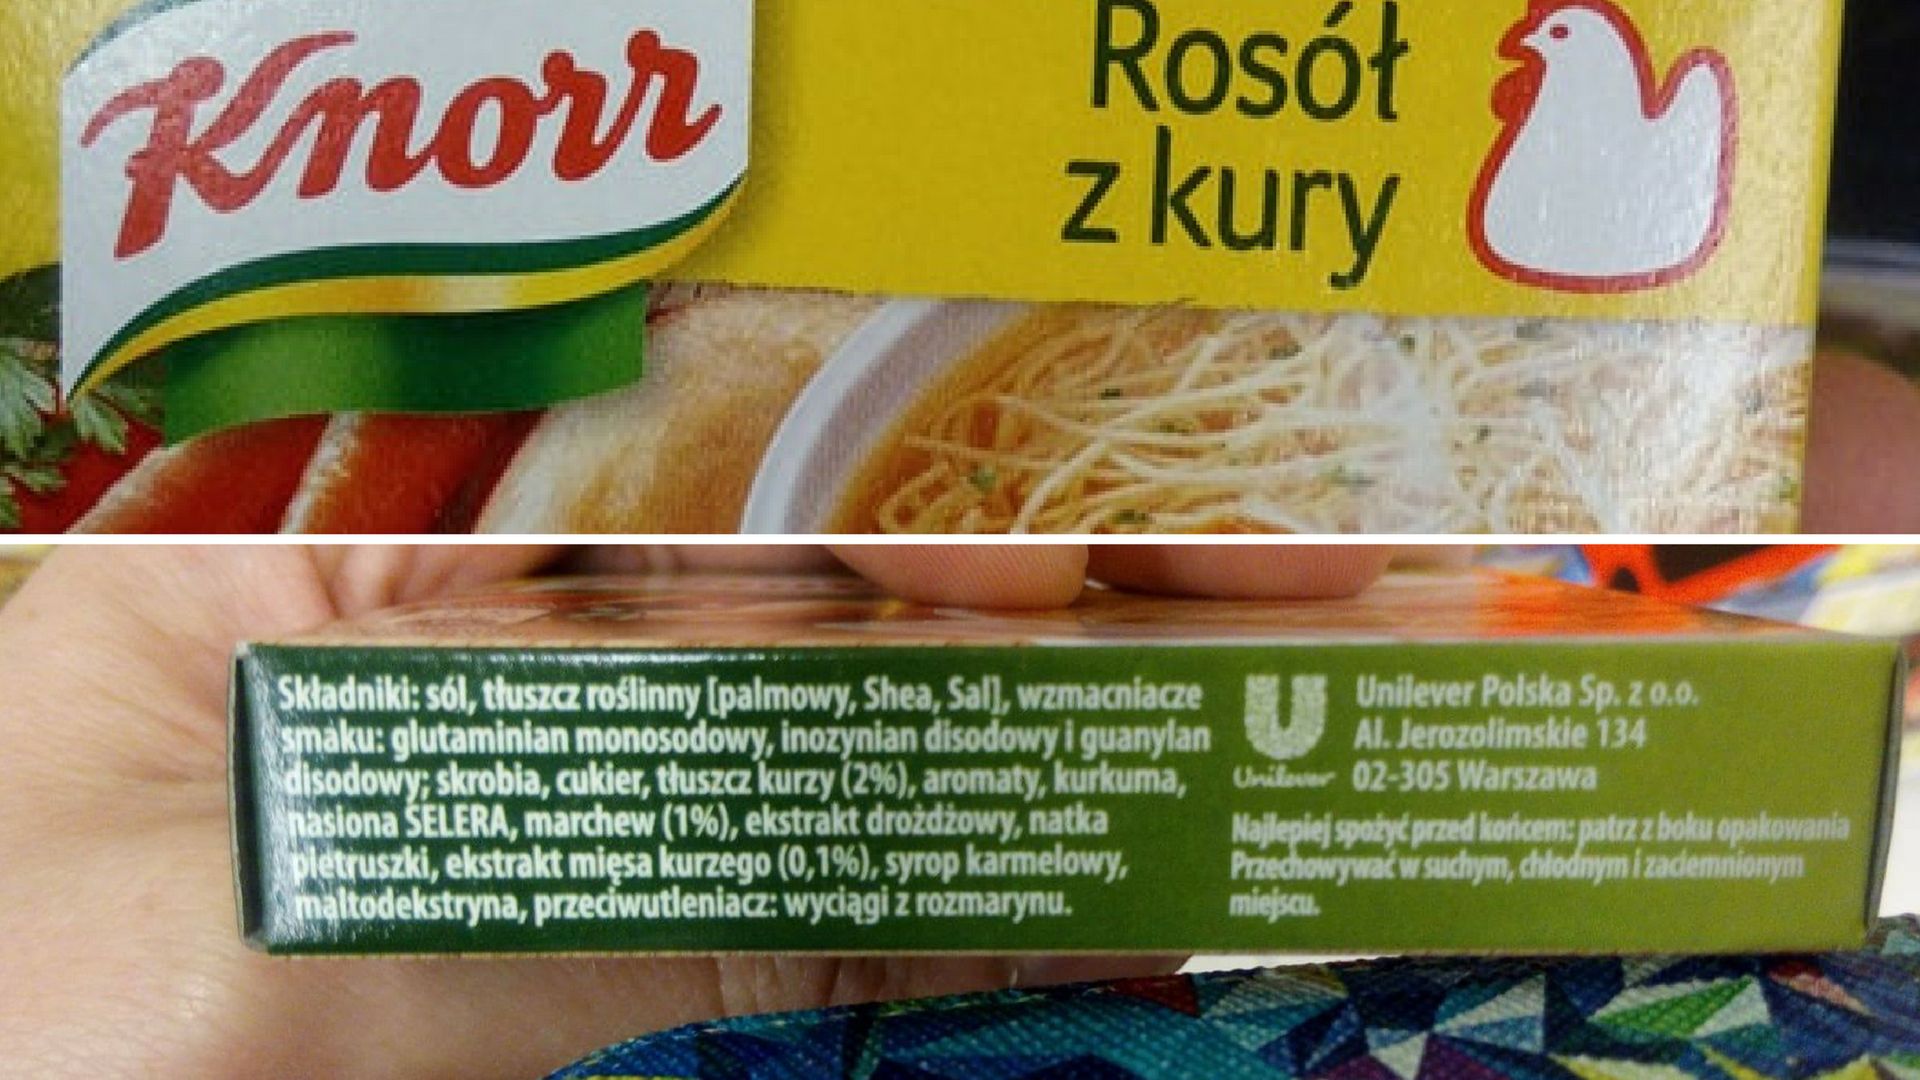 Knorr
Rosół
z kury
Składniki: sól, tłuszcz roślinny [palmowy, Shea, Sal], wzmacniacze
smaku: glutaminian monosodowy, inozynian disodowy i guanylan
disodowy; skrobia, cukier, tłuszcz kurzy (2%), aromaty, kurkuma,
nasiona SELERA, marchew (1%), ekstrakt drożdżowy, natka
pietruszki, ekstrakt mięsa kurzego (0,1%), syrop karmelowy,
maltodekstryna, przeciwutleniacz: wyciągi z rozmarynu.
Unilever
Unilever Polska Sp. z o.o.
Al. Jerozolimskie 134
02-305 Warszawa
Najlepiej spożyć przed końcem: patrz z boku opakowania
Przechowywać w suchym, chłodnym i zaciemnionym
miejscu.